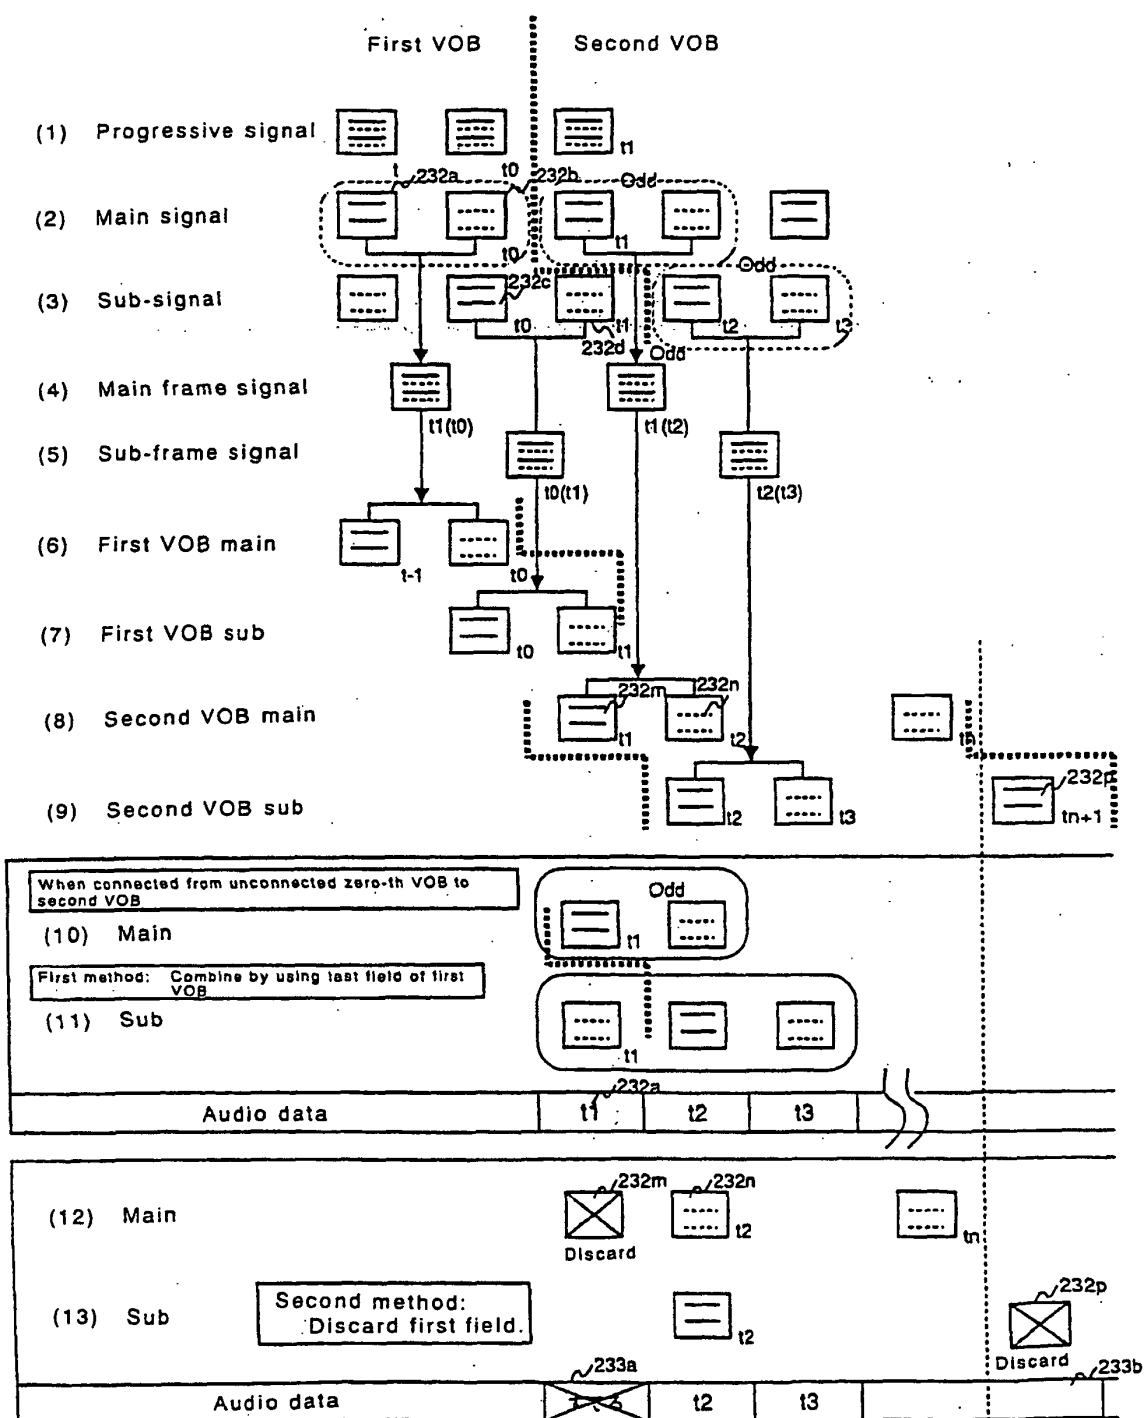 First VOB Second VOB
(1) Progressive signal
t t0 t1
232a 232b Odd
(2) Main signal
t0 t1
Odd
(3) Sub-signal
232c
t0 t1 t2 t3
232d Odd
(4) Main frame signal
t1(t0) t1(t2)
(5) Sub-frame signal
t0(t1) t2(t3)
(6) First VOB main
t-1 t0
(7) First VOB sub
t0 t1
232m 232n
(8) Second VOB main
t1 t2 tn
232p
(9) Second VOB sub
t2 t3 tn+1
When connected from unconnected zero-th VOB to
second VOB
Odd
(10) Main
t1
First method: Combine by using last field of first
VOB
(11) Sub
t1
232a
Audio data t1 t2 t3
232m 232n
(12) Main
t2 tn
Discard
232p
(13) Sub
Second method:
Discard first field.
t2
Discard
233a 233b
Audio data t2 t3